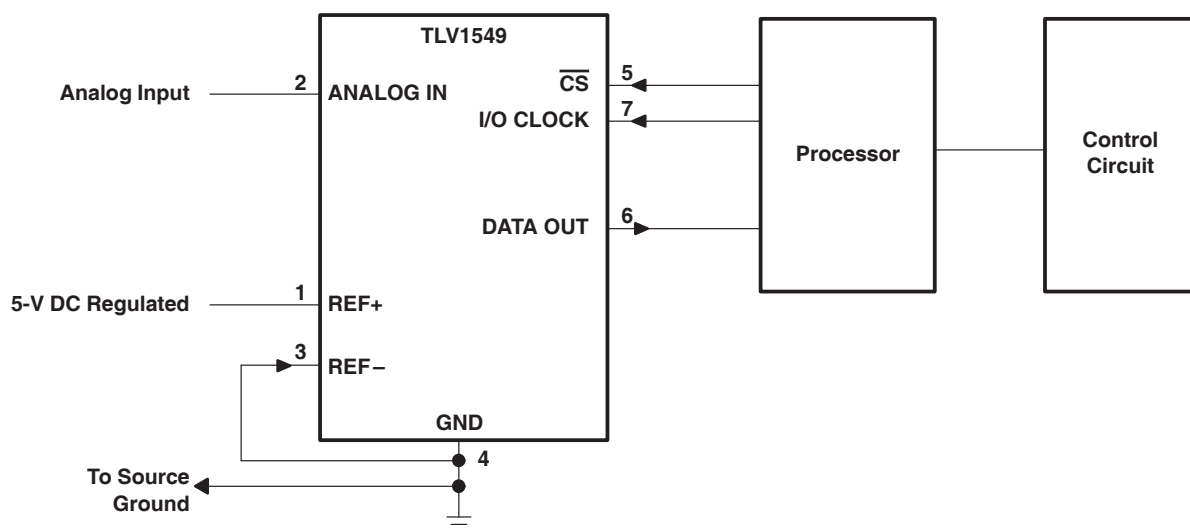 TLV1549
Analog Input
2
ANALOG IN
CS
5
I/O CLOCK
7
DATA OUT
6
Processor
Control
Circuit
5-V DC Regulated
1
REF+
3
REF–
GND
4
To Source
Ground